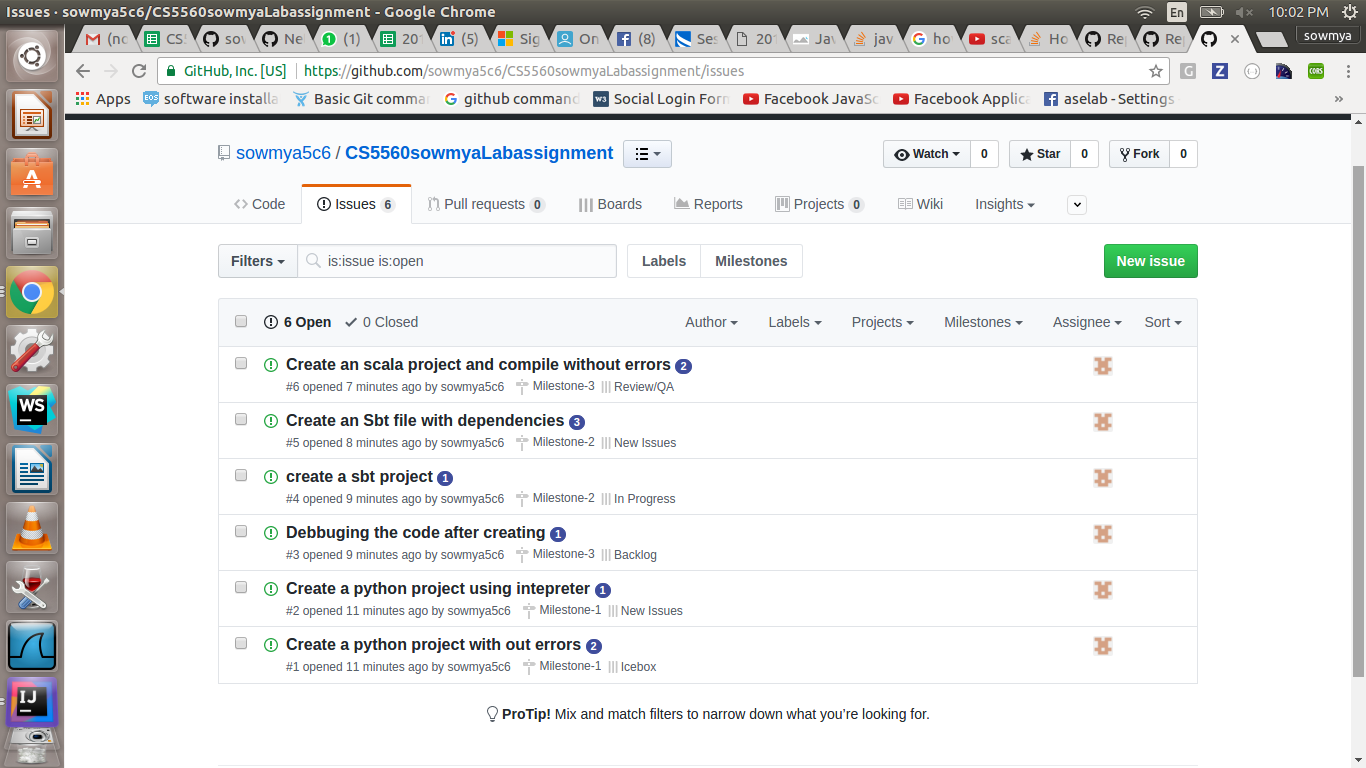 Issues · sowmya5c6/CS5560sowmyaLabassignment - Google Chrome
En
10:02 PM
(no
CS5
sov
Ne
(1)
201
(5)
Sig
On
(8)
Ses
201
Jav
jav
ho
sca
Ho
Rep
Rep
sowmya
GitHub, Inc. [US]
https://github.com/sowmya5c6/CS5560sowmyaLabassignment/issues
Apps
software installa
Basic Git commar
github command
Social Login Forn
Facebook JavaSc
Facebook Applica
aselab - Settings
»
sowmya5c6 / CS5560sowmyaLabassignment
Watch 0
Star 0
Fork 0
Code
Issues 6
Pull requests 0
Boards
Reports
Projects 0
Wiki
Insights
Filters
is:issue is:open
Labels
Milestones
New issue
6 Open
0 Closed
Author
Labels
Projects
Milestones
Assignee
Sort
Create an scala project and compile without errors 2
#6 opened 7 minutes ago by sowmya5c6 Milestone-3 Review/QA
Create an Sbt file with dependencies 3
#5 opened 8 minutes ago by sowmya5c6 Milestone-2 New Issues
create a sbt project 1
#4 opened 9 minutes ago by sowmya5c6 Milestone-2 In Progress
Debbuging the code after creating 1
#3 opened 9 minutes ago by sowmya5c6 Milestone-3 Backlog
Create a python project using intepreter 1
#2 opened 11 minutes ago by sowmya5c6 Milestone-1 New Issues
Create a python project with out errors 2
#1 opened 11 minutes ago by sowmya5c6 Milestone-1 Icebox
ProTip! Mix and match filters to narrow down what you’re looking for.
WS
IJ